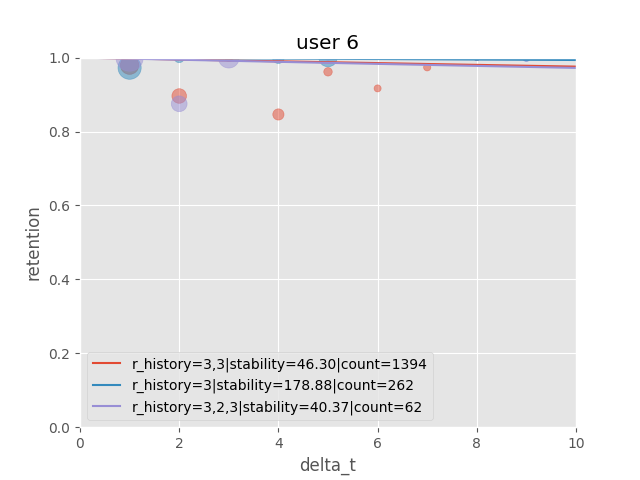 user 6
1.0
0.8
0.6
0.4
0.2
0.0
retention
r_history=3,3|stability=46.30|count=1394
r_history=3|stability=178.88|count=262
r_history=3,2,3|stability=40.37|count=62
0 2 4 6 8 10
delta_t